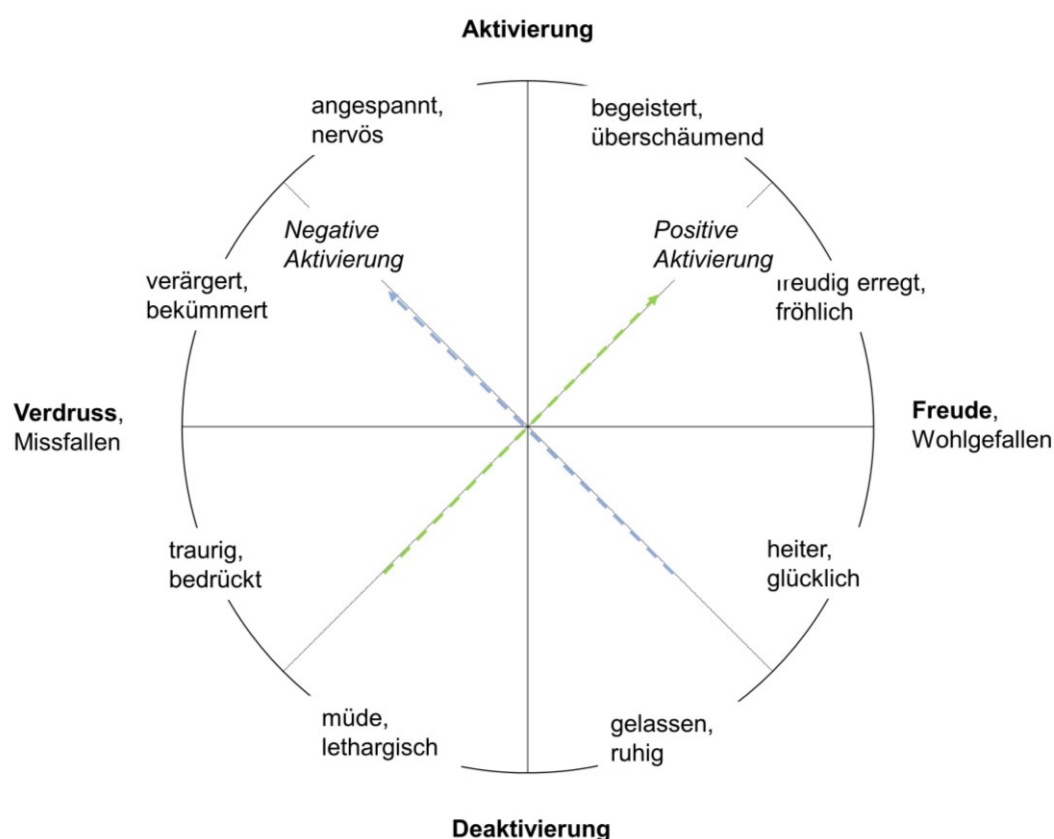 Aktivierung
angespannt,
nervös
begeistert,
überschäumend
Negative
Aktivierung
Positive
Aktivierung
verärgert,
bekümmert
freudig erregt,
fröhlich
Verdruss,
Missfallen
Freude,
Wohlgefallen
traurig,
bedrückt
heiter,
glücklich
müde,
lethargisch
gelassen,
ruhig
Deaktivierung